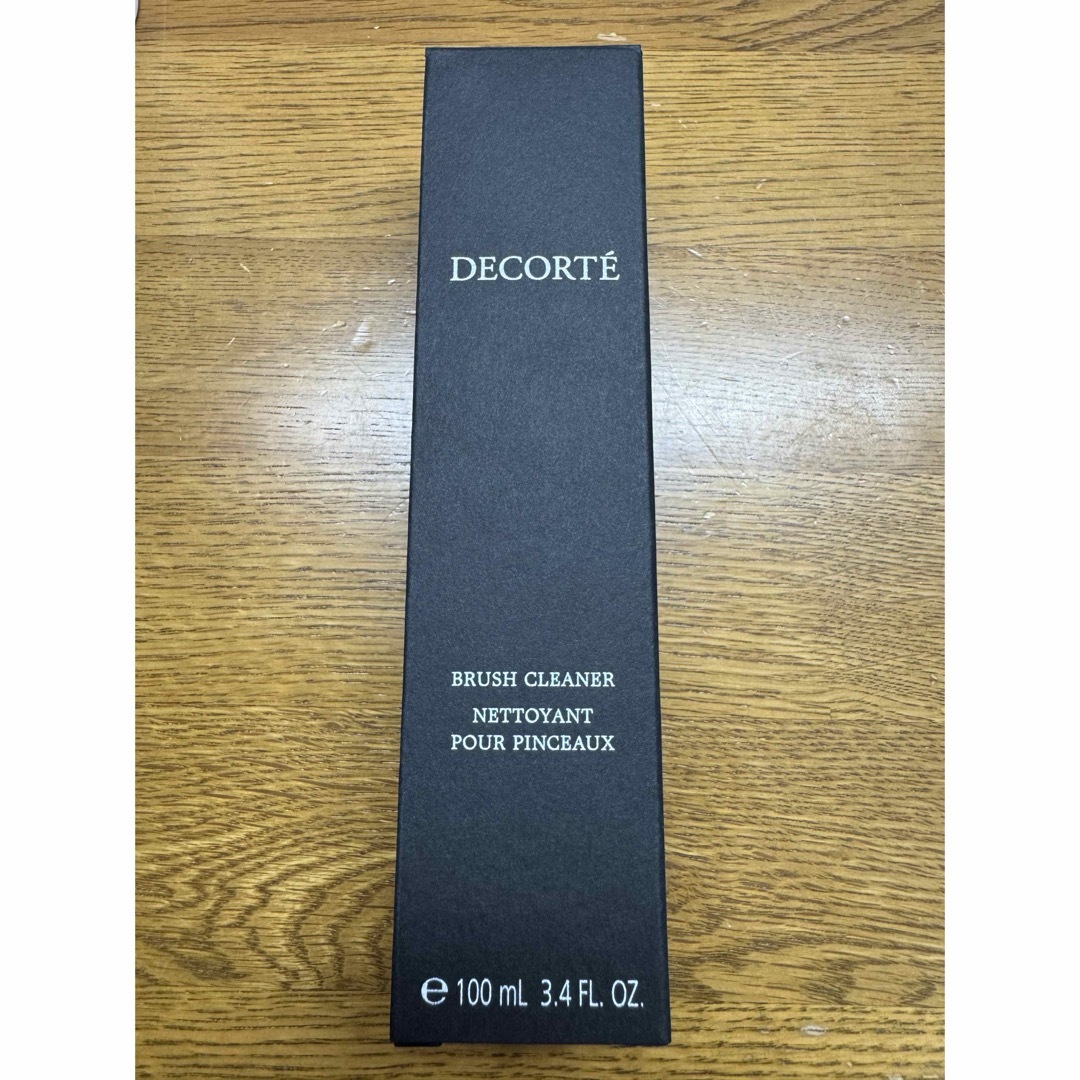 DECORTÉ
BRUSH CLEANER
NETTOYANT
POUR PINCEAUX
℮ 100 mL 3.4 FL. OZ.